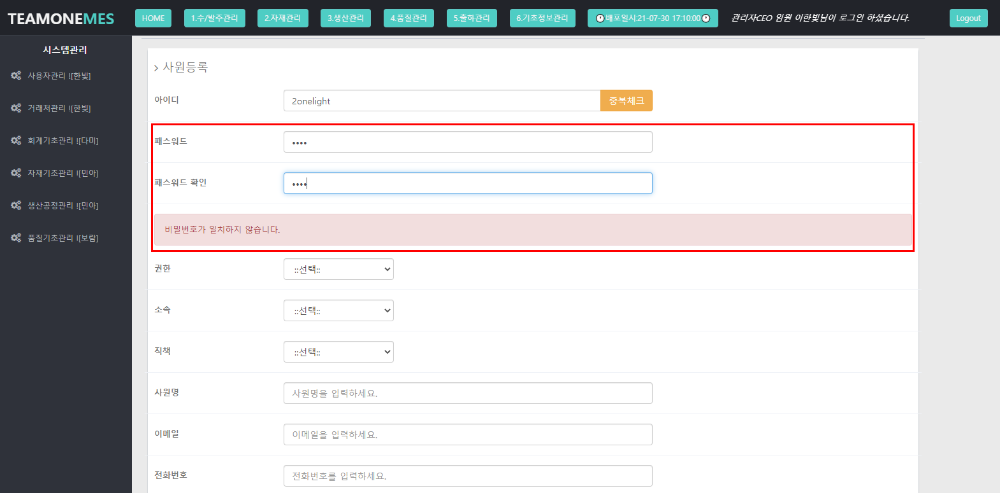 TEAMONEMES
HOME
1.수/발주관리
2.자재관리
3.생산관리
4.품질관리
5.출하관리
6.기초정보관리
배포일시:21-07-30 17:10:00
관리자CEO 임원 이한빛님이 로그인 하셨습니다.
Logout
시스템관리
사용자관리 ![한빛]
거래처관리 ![한빛]
회계기초관리 ![다미]
자재기초관리 ![민아]
생산공정관리 ![민아]
품질기초관리 ![보람]
> 사원등록
아이디
2onelight
중복체크
패스워드
••••
패스워드 확인
••••
비밀번호가 일치하지 않습니다.
권한
::선택::
소속
::선택::
직책
::선택::
사원명
사원명을 입력하세요.
이메일
이메일을 입력하세요.
전화번호
전화번호를 입력하세요.